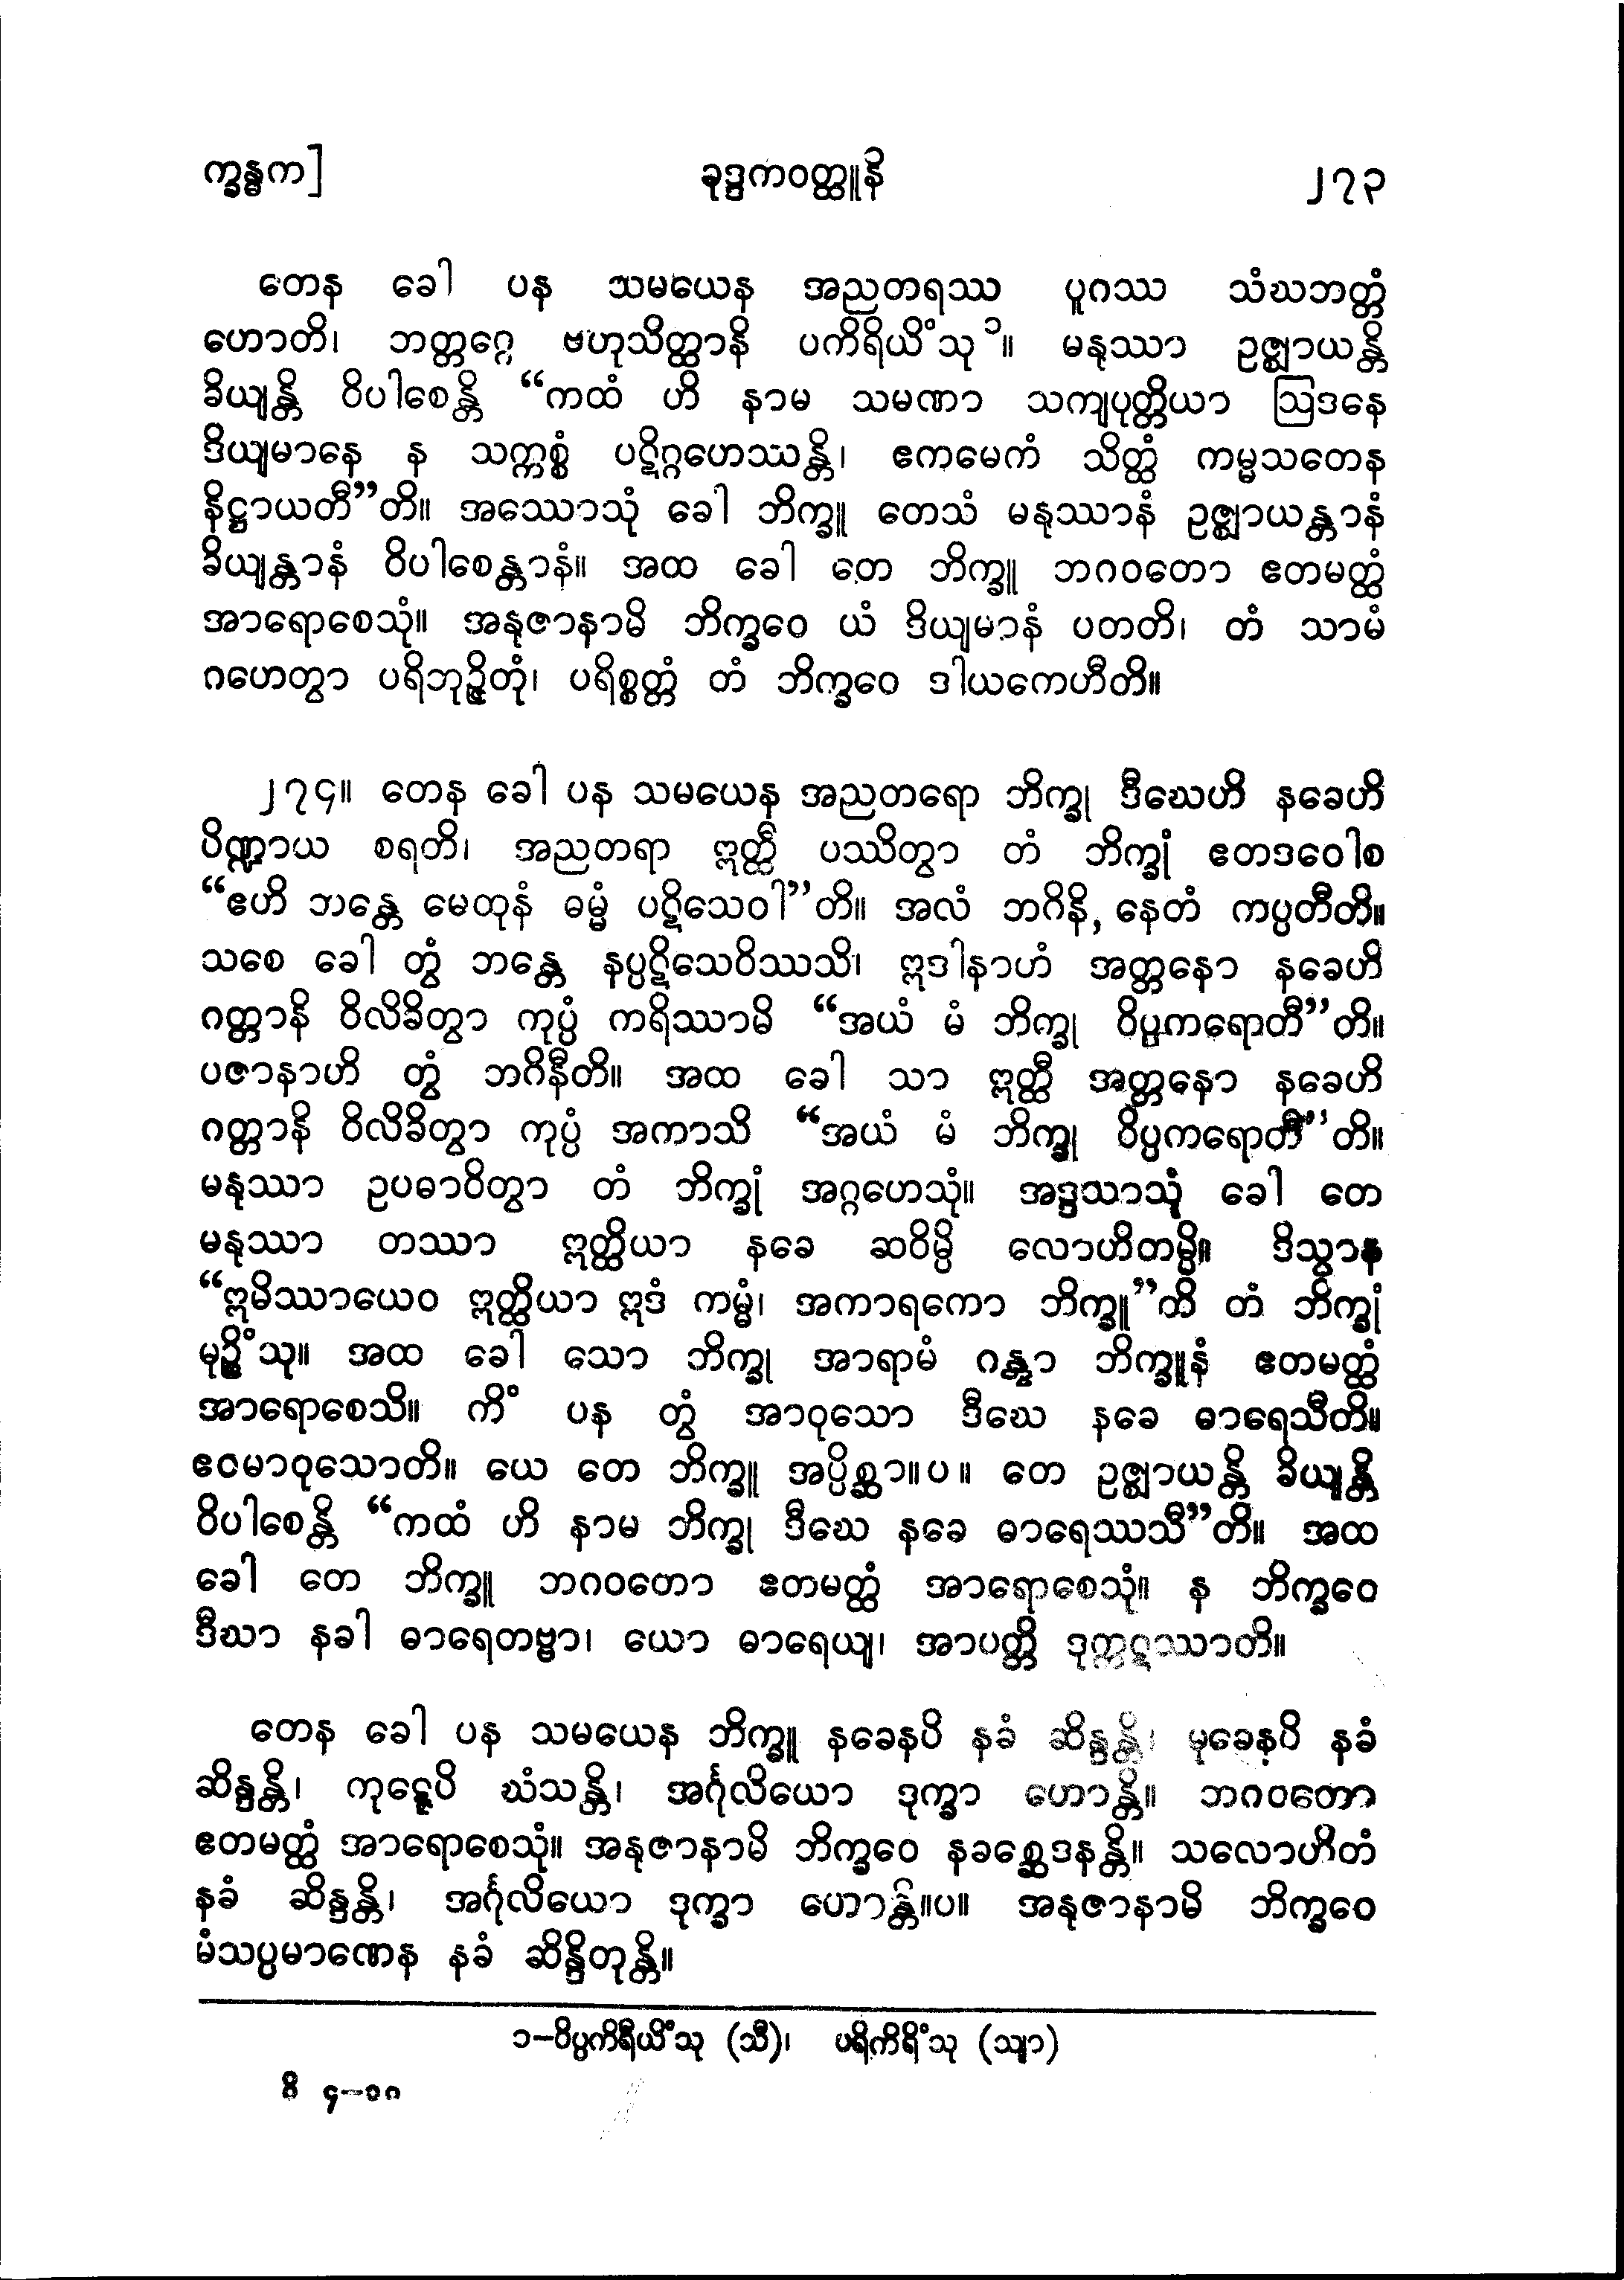 က္ခန္ဓက]
ခုဒ္ဒကဝတ္ထူနိ
၂၇၃
တေန ခေါ ပန သမယေန အညတရဿ ပူဂဿ သံဃဘတ္တံ
ဟောတိ၊ ဘတ္တဂ္ဂေ ဗဟုသိတ္ထာနိ ပကိရိယိံသု ၁။ မနုဿာ ဥဇ္ဈာယန္တိ
ခိယျန္တိ ဝိပါစေန္တိ “ကထံ ဟိ နာမ သမဏာ သကျပုတ္တိယာ ဩဒနေ
ဒိယျမာနေ န သက္ကစ္စံ ပဋိဂ္ဂဟေဿန္တိ၊ ဧကမေကံ သိတ္ထံ ကမ္မသတေန
နိဋ္ဌာယတီ”တိ။ အဿောသုံ ခေါ ဘိက္ခူ တေသံ မနုဿာနံ ဥဇ္ဈာယန္တာနံ
ခိယျန္တာနံ ဝိပါစေန္တာနံ။ အထ ခေါ တေ ဘိက္ခူ ဘဂဝတော ဧတမတ္ထံ
အာရောစေသုံ။ အနုဇာနာမိ ဘိက္ခဝေ ယံ ဒိယျမာနံ ပတတိ၊ တံ သာမံ
ဂဟေတွာ ပရိဘုဉ္ဇိတုံ၊ ပရိစ္စတ္တံ တံ ဘိက္ခဝေ ဒါယကေဟီတိ။
၂၇၄။ တေန ခေါ ပန သမယေန အညတရော ဘိက္ခု ဒီဃေဟိ နခေဟိ
ပိဏ္ဍာယ စရတိ၊ အညတရာ ဣတ္ထီ ပဿိတွာ တံ ဘိက္ခုံ ဧတဒဝေါစ
“ဧဟိ ဘန္တေ မေထုနံ ဓမ္မံ ပဋိသေဝါ”တိ။ အလံ ဘဂိနိ, နေတံ ကပ္ပတီတိ။
သစေ ခေါ တွံ ဘန္တေ နပ္ပဋိသေဝိဿသိ၊ ဣဒါနာဟံ အတ္တနော နခေဟိ
ဂတ္တာနိ ဝိလိခိတွာ ကုပ္ပံ ကရိဿာမိ “အယံ မံ ဘိက္ခု ဝိပ္ပကရောတီ”တိ။
ပဇာနာဟိ တွံ ဘဂိနီတိ။ အထ ခေါ သာ ဣတ္ထီ အတ္တနော နခေဟိ
ဂတ္တာနိ ဝိလိခိတွာ ကုပ္ပံ အကာသိ “အယံ မံ ဘိက္ခု ဝိပ္ပကရောတီ”တိ။
မနုဿာ ဥပဓာဝိတွာ တံ ဘိက္ခုံ အဂ္ဂဟေသုံ။ အဒ္ဒသာသုံ ခေါ တေ
မနုဿာ တဿာ ဣတ္ထိယာ နခေ ဆဝိမ္ပိ လောဟိတမ္ပိ။ ဒိသွာန
“ဣမိဿာယေဝ ဣတ္ထိယာ ဣဒံ ကမ္မံ၊ အကာရကော ဘိက္ခူ”တိ တံ ဘိက္ခုံ
မုဉ္စိံသု။ အထ ခေါ သော ဘိက္ခု အာရာမံ ဂန္တွာ ဘိက္ခူနံ ဧတမတ္ထံ
အာရောစေသိ။ ကိံ ပန တွံ အာဝုသော ဒီဃေ နခေ ဓာရေသီတိ။
ဧဝမာဝုသောတိ။ ယေ တေ ဘိက္ခူ အပ္ပိစ္ဆာ။ပ။ တေ ဥဇ္ဈာယန္တိ ခိယျန္တိ
ဝိပါစေန္တိ “ကထံ ဟိ နာမ ဘိက္ခု ဒီဃေ နခေ ဓာရေဿသီ”တိ။ အထ
ခေါ တေ ဘိက္ခူ ဘဂဝတော ဧတမတ္ထံ အာရောစေသုံ။ န ဘိက္ခဝေ
ဒီဃာ နခါ ဓာရေတဗ္ဗာ၊ ယော ဓာရေယျ၊ အာပတ္တိ ဒုက္ကဋဿာတိ။
တေန ခေါ ပန သမယေန ဘိက္ခူ နခေနပိ နခံ ဆိန္ဒန္တိ၊ မုခေနပိ နခံ
ဆိန္ဒန္တိ၊ ကုဋ္ဋေပိ ဃံသန္တိ၊ အင်္ဂုလိယော ဒုက္ခာ ဟောန္တိ။ ဘဂဝတော
ဧတမတ္ထံ အာရောစေသုံ။ အနုဇာနာမိ ဘိက္ခဝေ နခစ္ဆေဒနန္တိ။ သလောဟိတံ
နခံ ဆိန္ဒန္တိ၊ အင်္ဂုလိယော ဒုက္ခာ ဟောန္တိ။ပ။ အနုဇာနာမိ ဘိက္ခဝေ
မံသပ္ပမာဏေန နခံ ဆိန္ဒိတုန္တိ။
၁–ဝိပ္ပကိရီယိံသု (သီ)၊ ပရိကိရိံသု (သျာ)
ဝိ ၄–၁၈